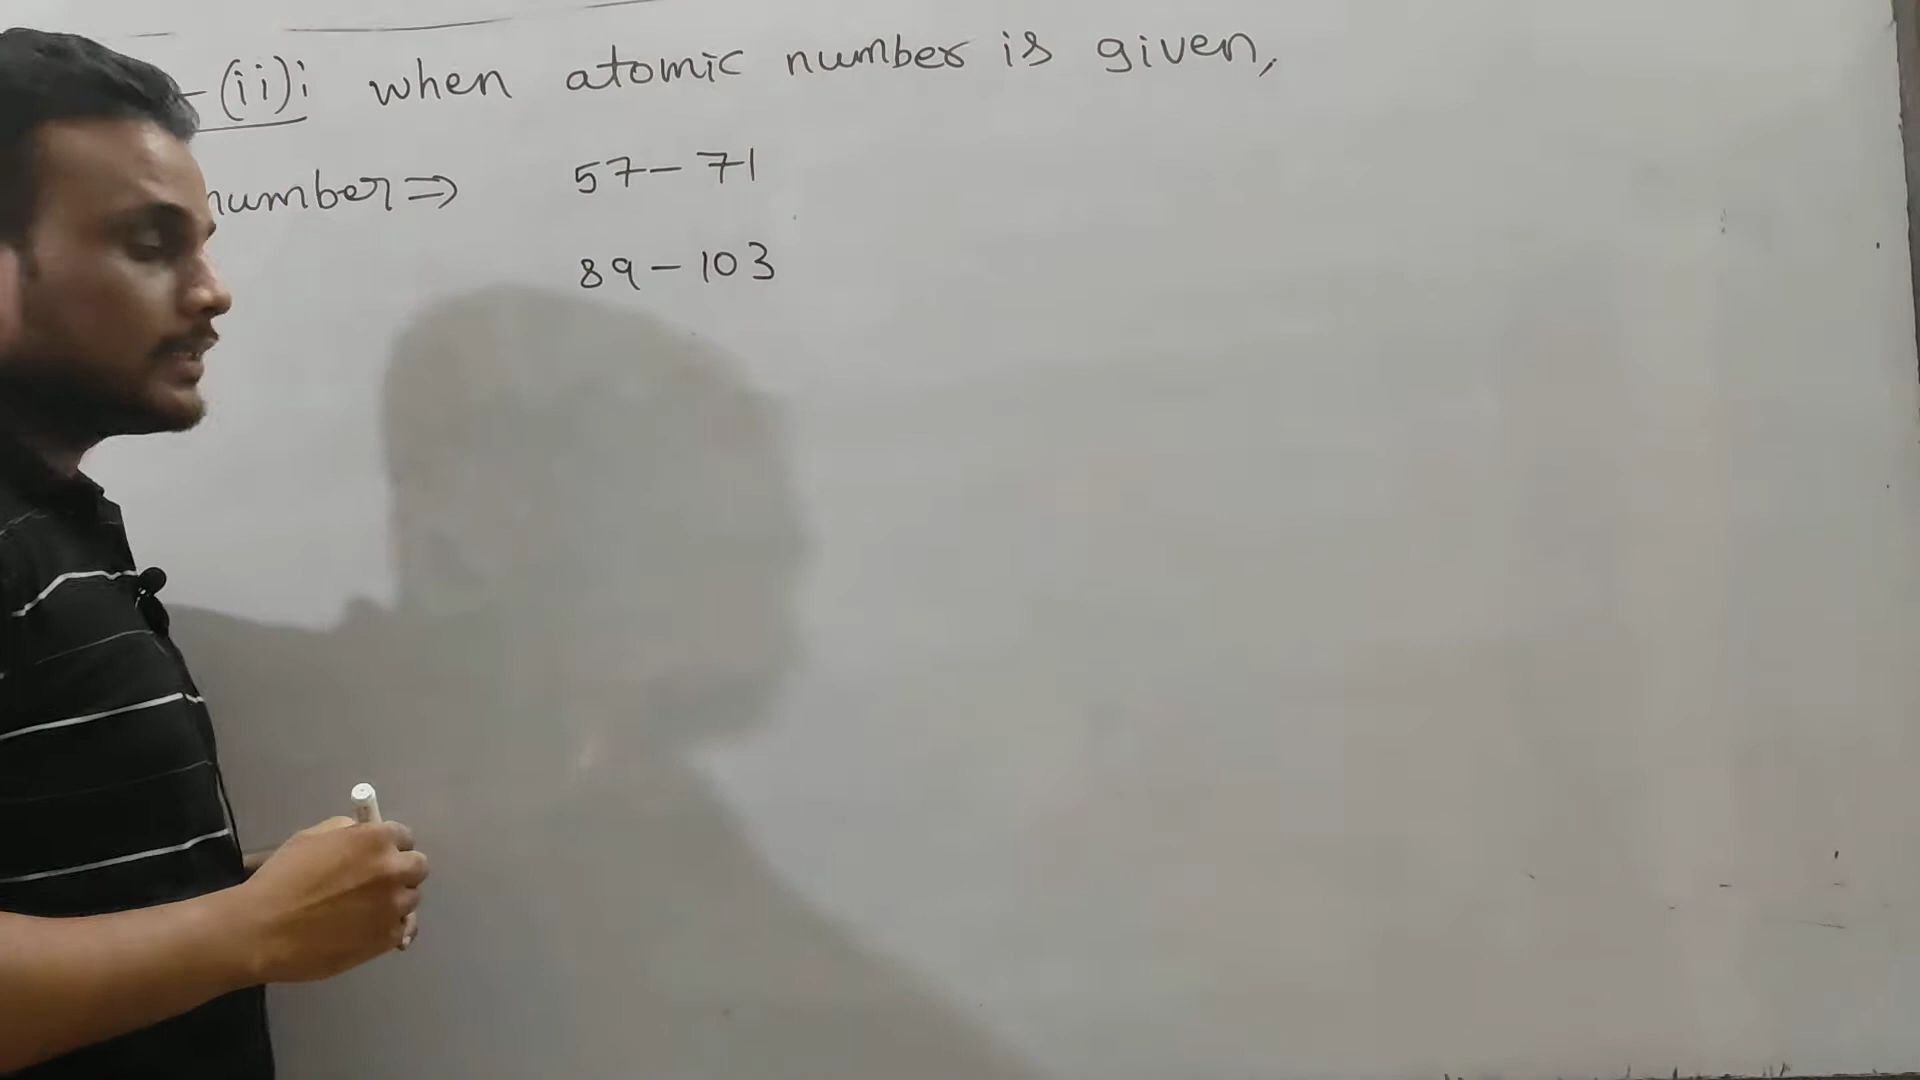 -(ii): when atomic number is given,
number ⇒ 57 - 71
89 - 103